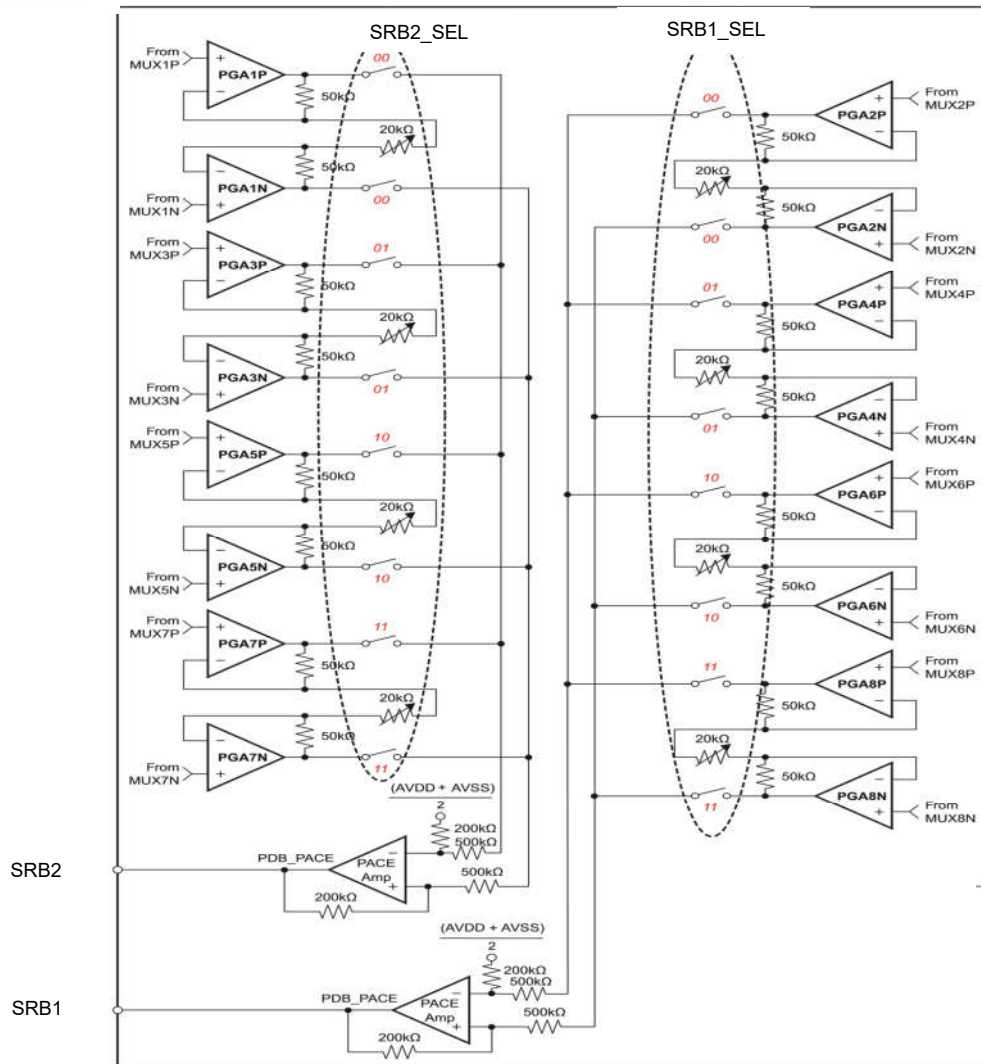 SRB2_SEL
SRB1_SEL
From
MUX1P
+
PGA1P
−
50kΩ
00
20kΩ
−
PGA1N
+
50kΩ
00
From
MUX1N
From
MUX3P
+
PGA3P
−
50kΩ
01
20kΩ
−
PGA3N
+
50kΩ
01
From
MUX3N
From
MUX5P
+
PGA5P
−
50kΩ
10
20kΩ
−
PGA5N
+
50kΩ
10
From
MUX5N
From
MUX7P
+
PGA7P
−
50kΩ
11
20kΩ
−
PGA7N
+
50kΩ
11
From
MUX7N
00
+
PGA2P
−
From
MUX2P
50kΩ
20kΩ
50kΩ
−
PGA2N
+
00
From
MUX2N
01
+
PGA4P
−
From
MUX4P
50kΩ
20kΩ
50kΩ
−
PGA4N
+
01
From
MUX4N
10
+
PGA6P
−
From
MUX6P
50kΩ
20kΩ
50kΩ
−
PGA6N
+
10
From
MUX6N
11
+
PGA8P
−
From
MUX8P
50kΩ
20kΩ
50kΩ
−
PGA8N
+
11
From
MUX8N
(AVDD + AVSS)
2
200kΩ
500kΩ
SRB2
PDB_PACE
PACE
Amp
−
+
500kΩ
200kΩ
(AVDD + AVSS)
2
200kΩ
500kΩ
SRB1
PDB_PACE
PACE
Amp
−
+
500kΩ
200kΩ